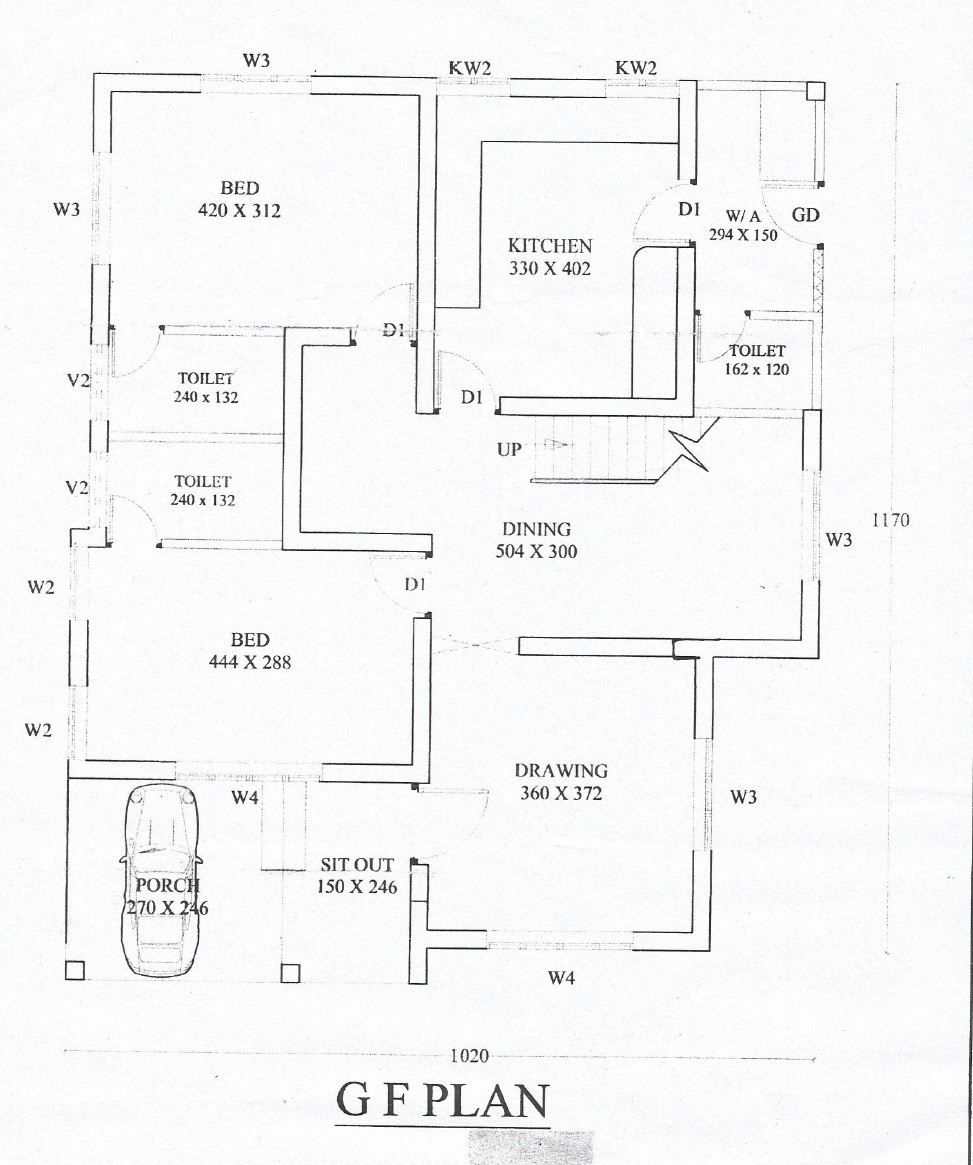 W3
KW2
KW2
BED
420 X 312
W3
D1
W/ A
294 X 150
GD
KITCHEN
330 X 402
D1
V2
TOILET
240 x 132
TOILET
162 x 120
D1
UP
V2
TOILET
240 x 132
DINING
504 X 300
1170
W3
W2
D1
BED
444 X 288
W2
DRAWING
360 X 372
W4
W3
SIT OUT
150 X 246
PORCH
270 X 246
W4
1020
G F PLAN